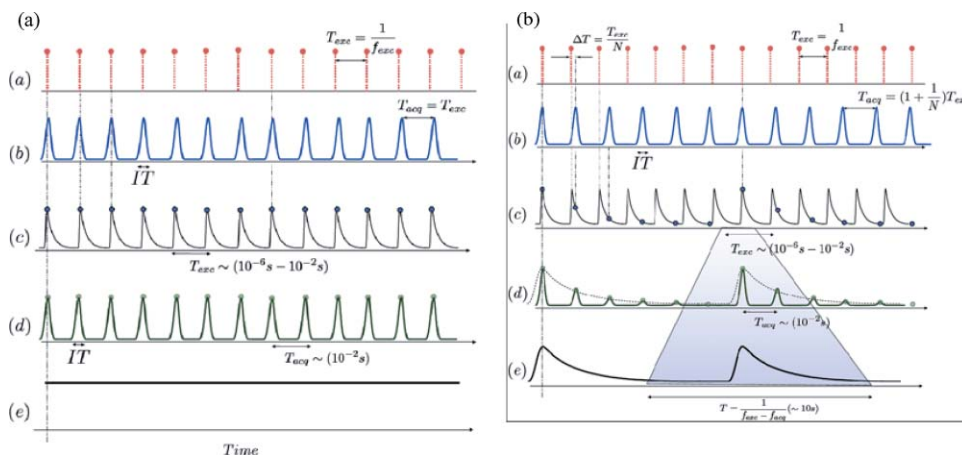 (a)
T_exc = 1/f_exc
(a)
T_acq = T_exc
(b)
IT
(c)
T_exc ∼ (10^-6 s − 10^-2 s)
(d)
IT
T_acq ∼ (10^-2 s)
(e)
Time
(b)
ΔT = T_exc/N
T_exc = 1/f_exc
(a)
T_acq = (1 + 1/N)T_ex
(b)
IT
(c)
T_exc ∼ (10^-6 s − 10^-2 s)
(d)
T_acq ∼ (10^-2 s)
(e)
T − 1/(f_exc − f_acq) (∼ 10s)